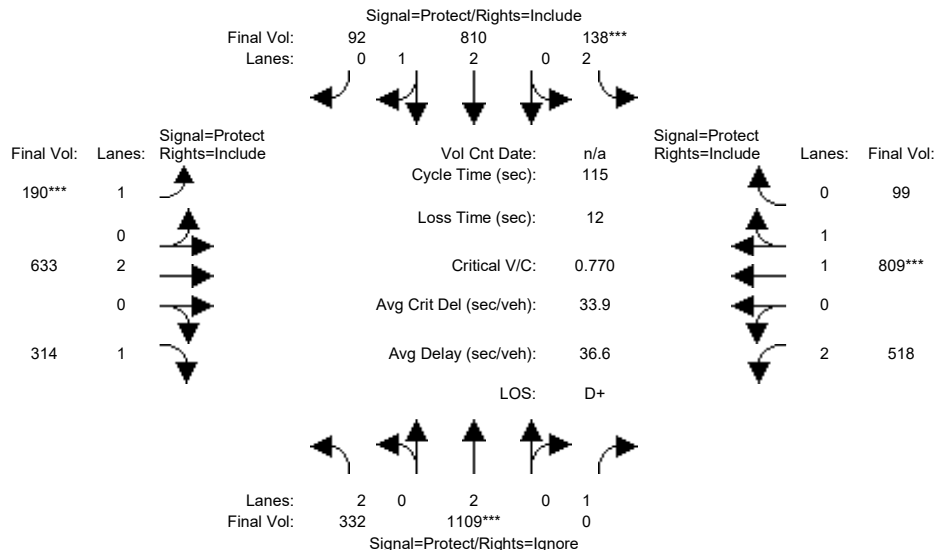 Signal=Protect/Rights=Include
Final Vol: 92 810 138***
Lanes: 0 1 2 0 2
Signal=Protect
Final Vol: Lanes: Rights=Include
Vol Cnt Date: n/a
Signal=Protect
Rights=Include Lanes: Final Vol:
Cycle Time (sec): 115
190*** 1
0 99
Loss Time (sec): 12
0
1
633 2
Critical V/C: 0.770
1 809***
0
Avg Crit Del (sec/veh): 33.9
0
314 1
Avg Delay (sec/veh): 36.6
2 518
LOS: D+
Lanes: 2 0 2 0 1
Final Vol: 332 1109*** 0
Signal=Protect/Rights=Ignore